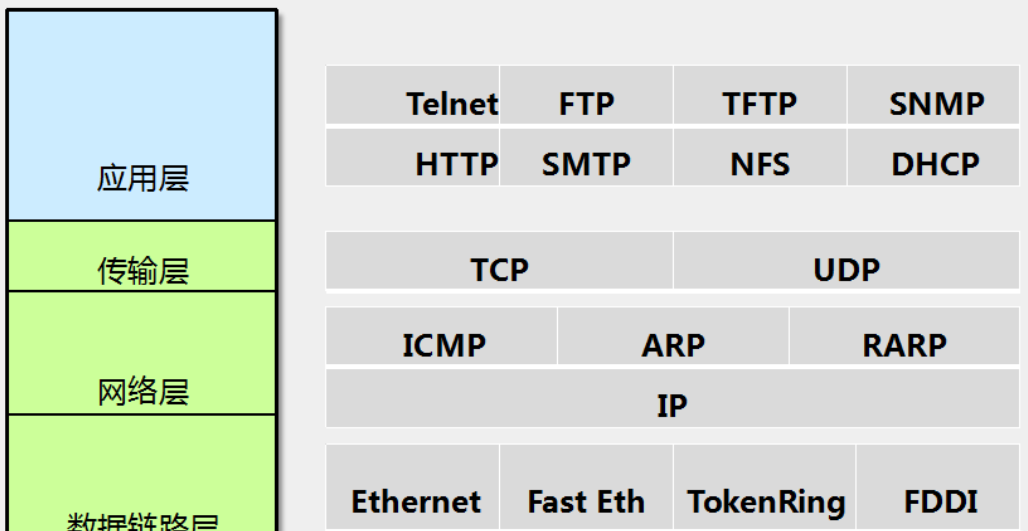 Telnet FTP TFTP SNMP
应用层 HTTP SMTP NFS DHCP
传输层 TCP UDP
ICMP ARP RARP
网络层 IP
数据链路层 Ethernet Fast Eth TokenRing FDDI